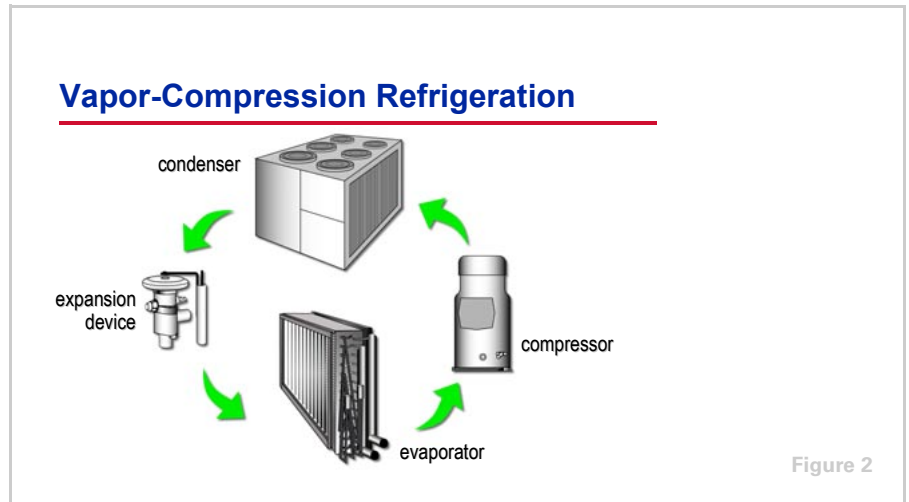 Vapor-Compression Refrigeration
condenser
expansion
device
compressor
evaporator
Figure 2